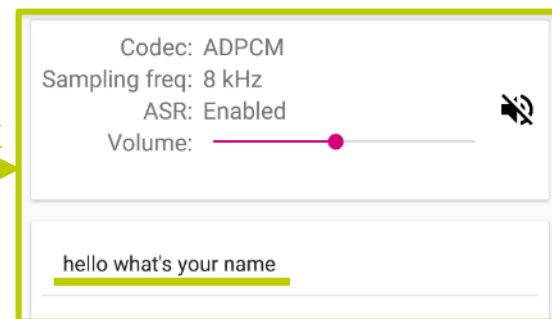 Codec: ADPCM
Sampling freq: 8 kHz
ASR: Enabled
Volume:
hello what's your name